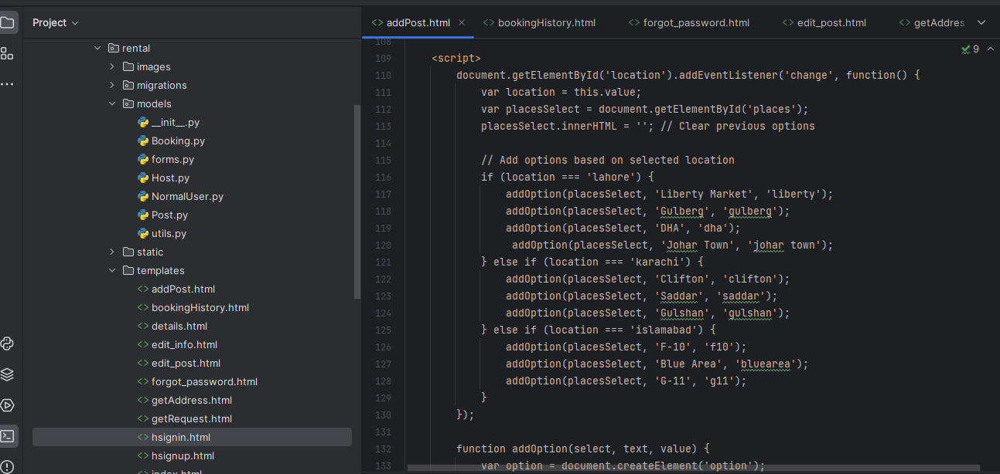 Project
rental
images
migrations
models
__init__.py
Booking.py
forms.py
Host.py
NormalUser.py
Post.py
utils.py
static
templates
addPost.html
bookingHistory.html
details.html
edit_info.html
edit_post.html
forgot_password.html
getAddress.html
getRequest.html
hsignin.html
hsignup.html
index.html
addPost.html
bookingHistory.html
forgot_password.html
edit_post.html
getAddres
9
108
109 <script>
110 document.getElementById('location').addEventListener('change', function() {
111 var location = this.value;
112 var placesSelect = document.getElementById('places');
113 placesSelect.innerHTML = ''; // Clear previous options
114
115 // Add options based on selected location
116 if (location === 'lahore') {
117 addOption(placesSelect, 'Liberty Market', 'liberty');
118 addOption(placesSelect, 'Gulberg', 'gulberg');
119 addOption(placesSelect, 'DHA', 'dha');
120 addOption(placesSelect, 'Johar Town', 'johar town');
121 } else if (location === 'karachi') {
122 addOption(placesSelect, 'Clifton', 'clifton');
123 addOption(placesSelect, 'Saddar', 'saddar');
124 addOption(placesSelect, 'Gulshan', 'gulshan');
125 } else if (location === 'islamabad') {
126 addOption(placesSelect, 'F-10', 'f10');
127 addOption(placesSelect, 'Blue Area', 'bluearea');
128 addOption(placesSelect, 'G-11', 'g11');
129 }
130 });
131
132 function addOption(select, text, value) {
133 var option = document.createElement('option');